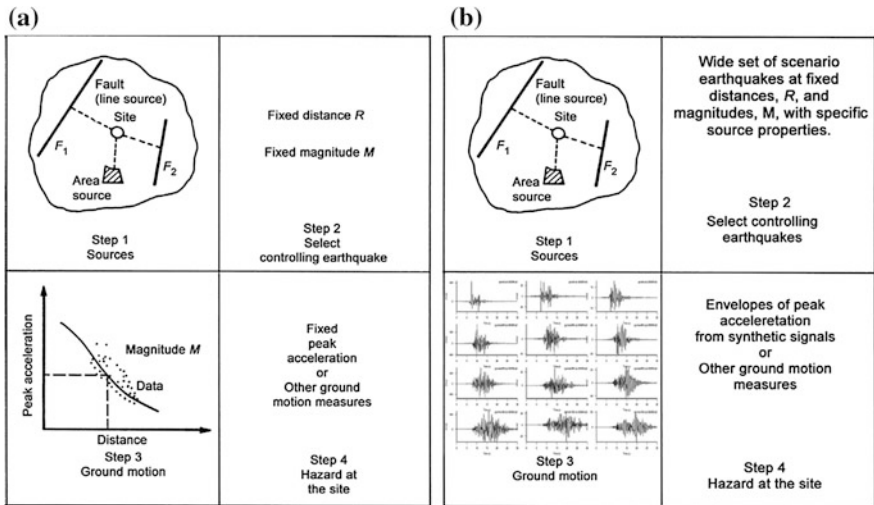 (a)
Fault
(line source)
Site
F1
F2
Area
source
Step 1
Sources
Fixed distance R
Fixed magnitude M
Step 2
Select
controlling earthquake
Peak acceleration
Magnitude M
Data
Distance
Step 3
Ground motion
Fixed
peak
acceleration
or
Other ground
motion measures
Step 4
Hazard at
the site
(b)
Fault
(line source)
Site
F1
F2
Area
source
Step 1
Sources
Wide set of scenario
earthquakes at fixed
distances, R, and
magnitudes, M, with specific
source properties.
Step 2
Select controlling
earthquakes
Step 3
Ground motion
Envelopes of peak
acceleretation
from synthetic signals
or
Other ground motion
measures
Step 4
Hazard at the site